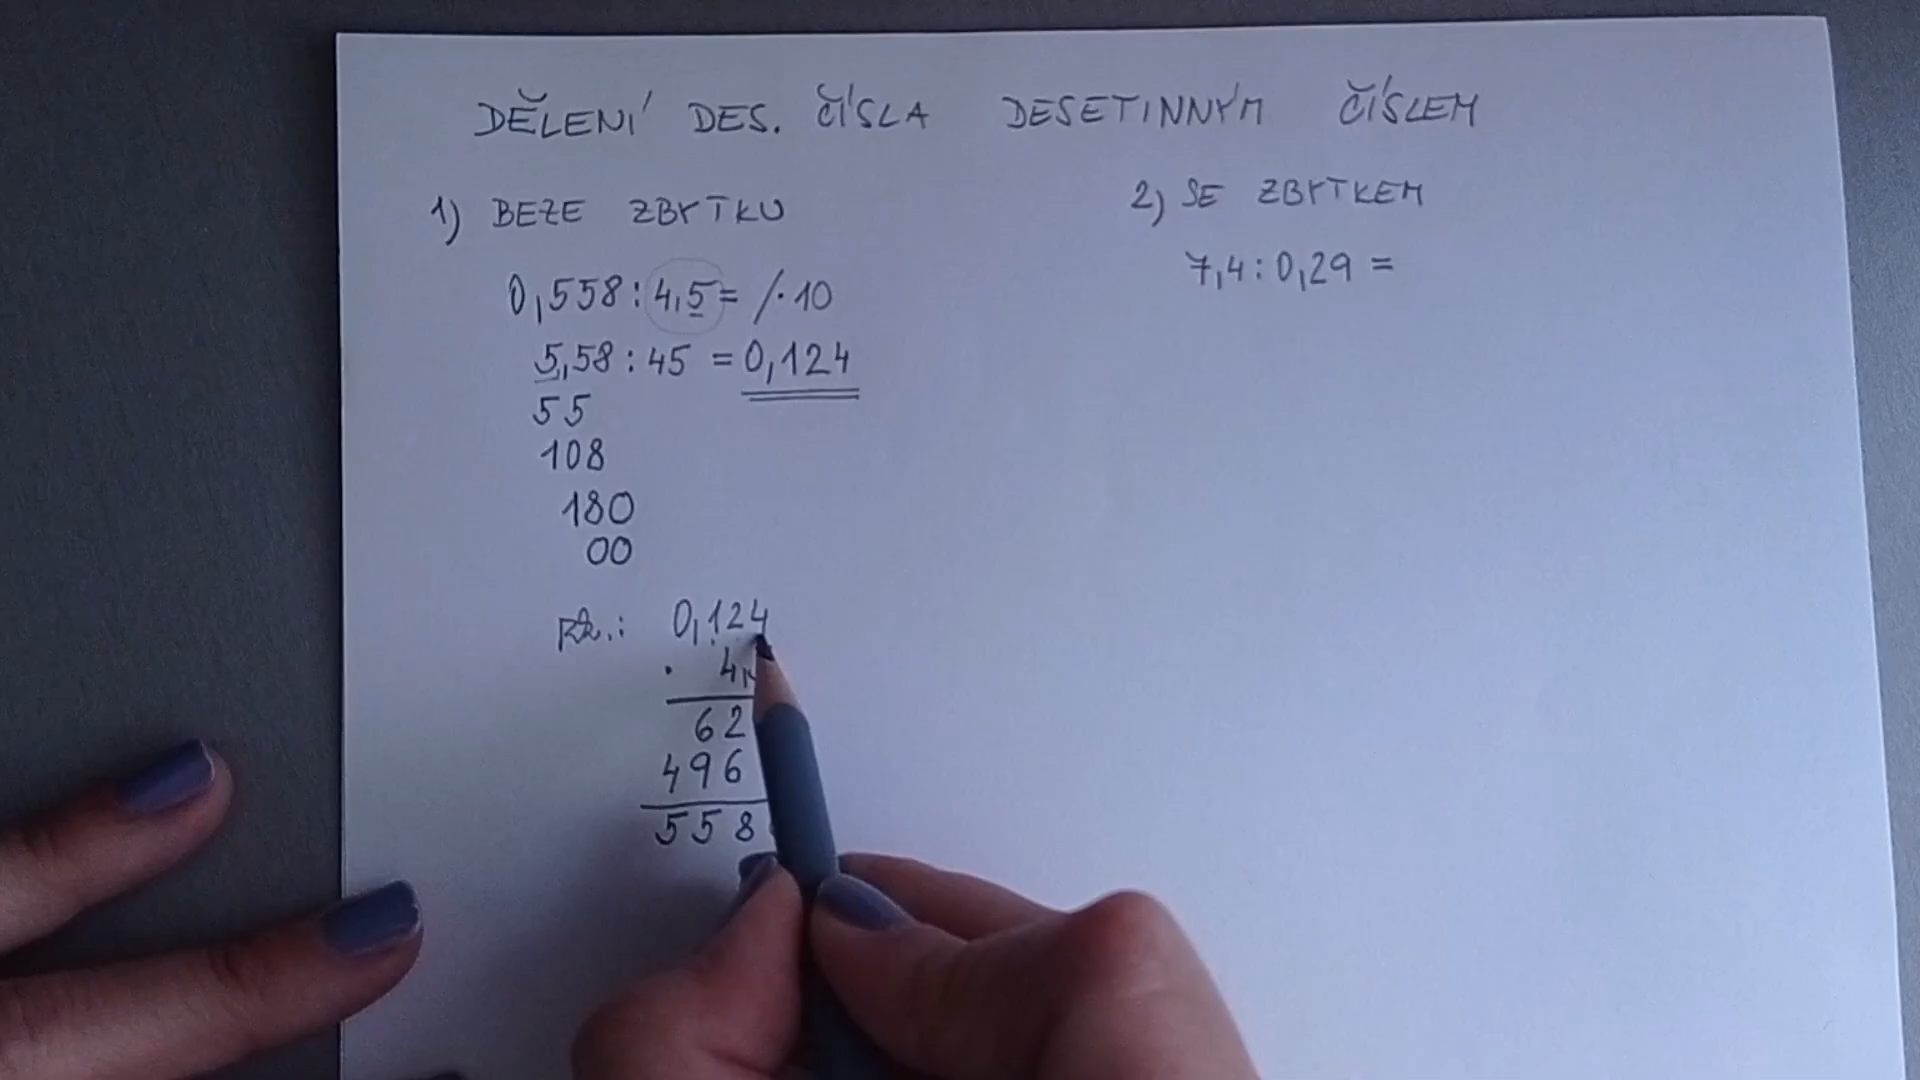 DĚLENÍ DES. ČÍSLA DESETINNÝM ČÍSLEM
1) BEZE ZBYTKU
0,558 : 4,5 = /· 10
5,58 : 45 = 0,124
55
108
180
00
zk.: 0,124
· 4,
62
496
558
2) SE ZBYTKEM
7,4 : 0,29 =